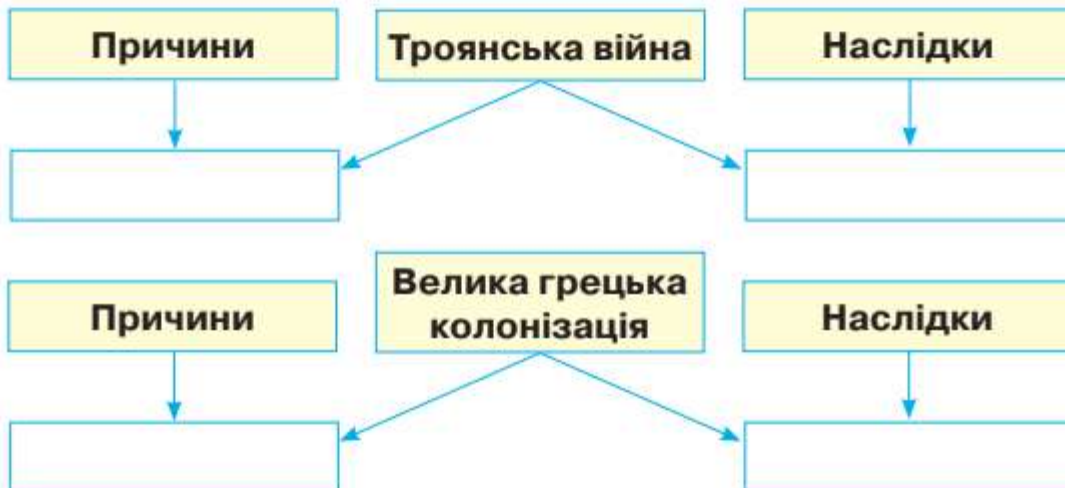 Причини
Троянська війна
Наслідки
Причини
Велика грецька
колонізація
Наслідки